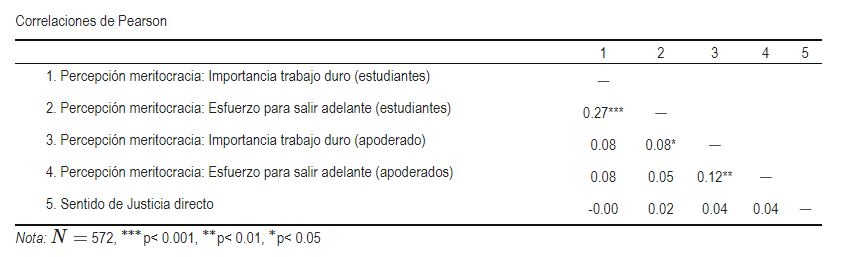 Correlaciones de Pearson
1 2 3 4 5
1. Percepción meritocracia: Importancia trabajo duro (estudiantes) —
2. Percepción meritocracia: Esfuerzo para salir adelante (estudiantes) 0.27*** —
3. Percepción meritocracia: Importancia trabajo duro (apoderado) 0.08 0.08* —
4. Percepción meritocracia: Esfuerzo para salir adelante (apoderados) 0.08 0.05 0.12** —
5. Sentido de Justicia directo -0.00 0.02 0.04 0.04 —
Nota: N = 572, ***p< 0.001, **p< 0.01, *p< 0.05